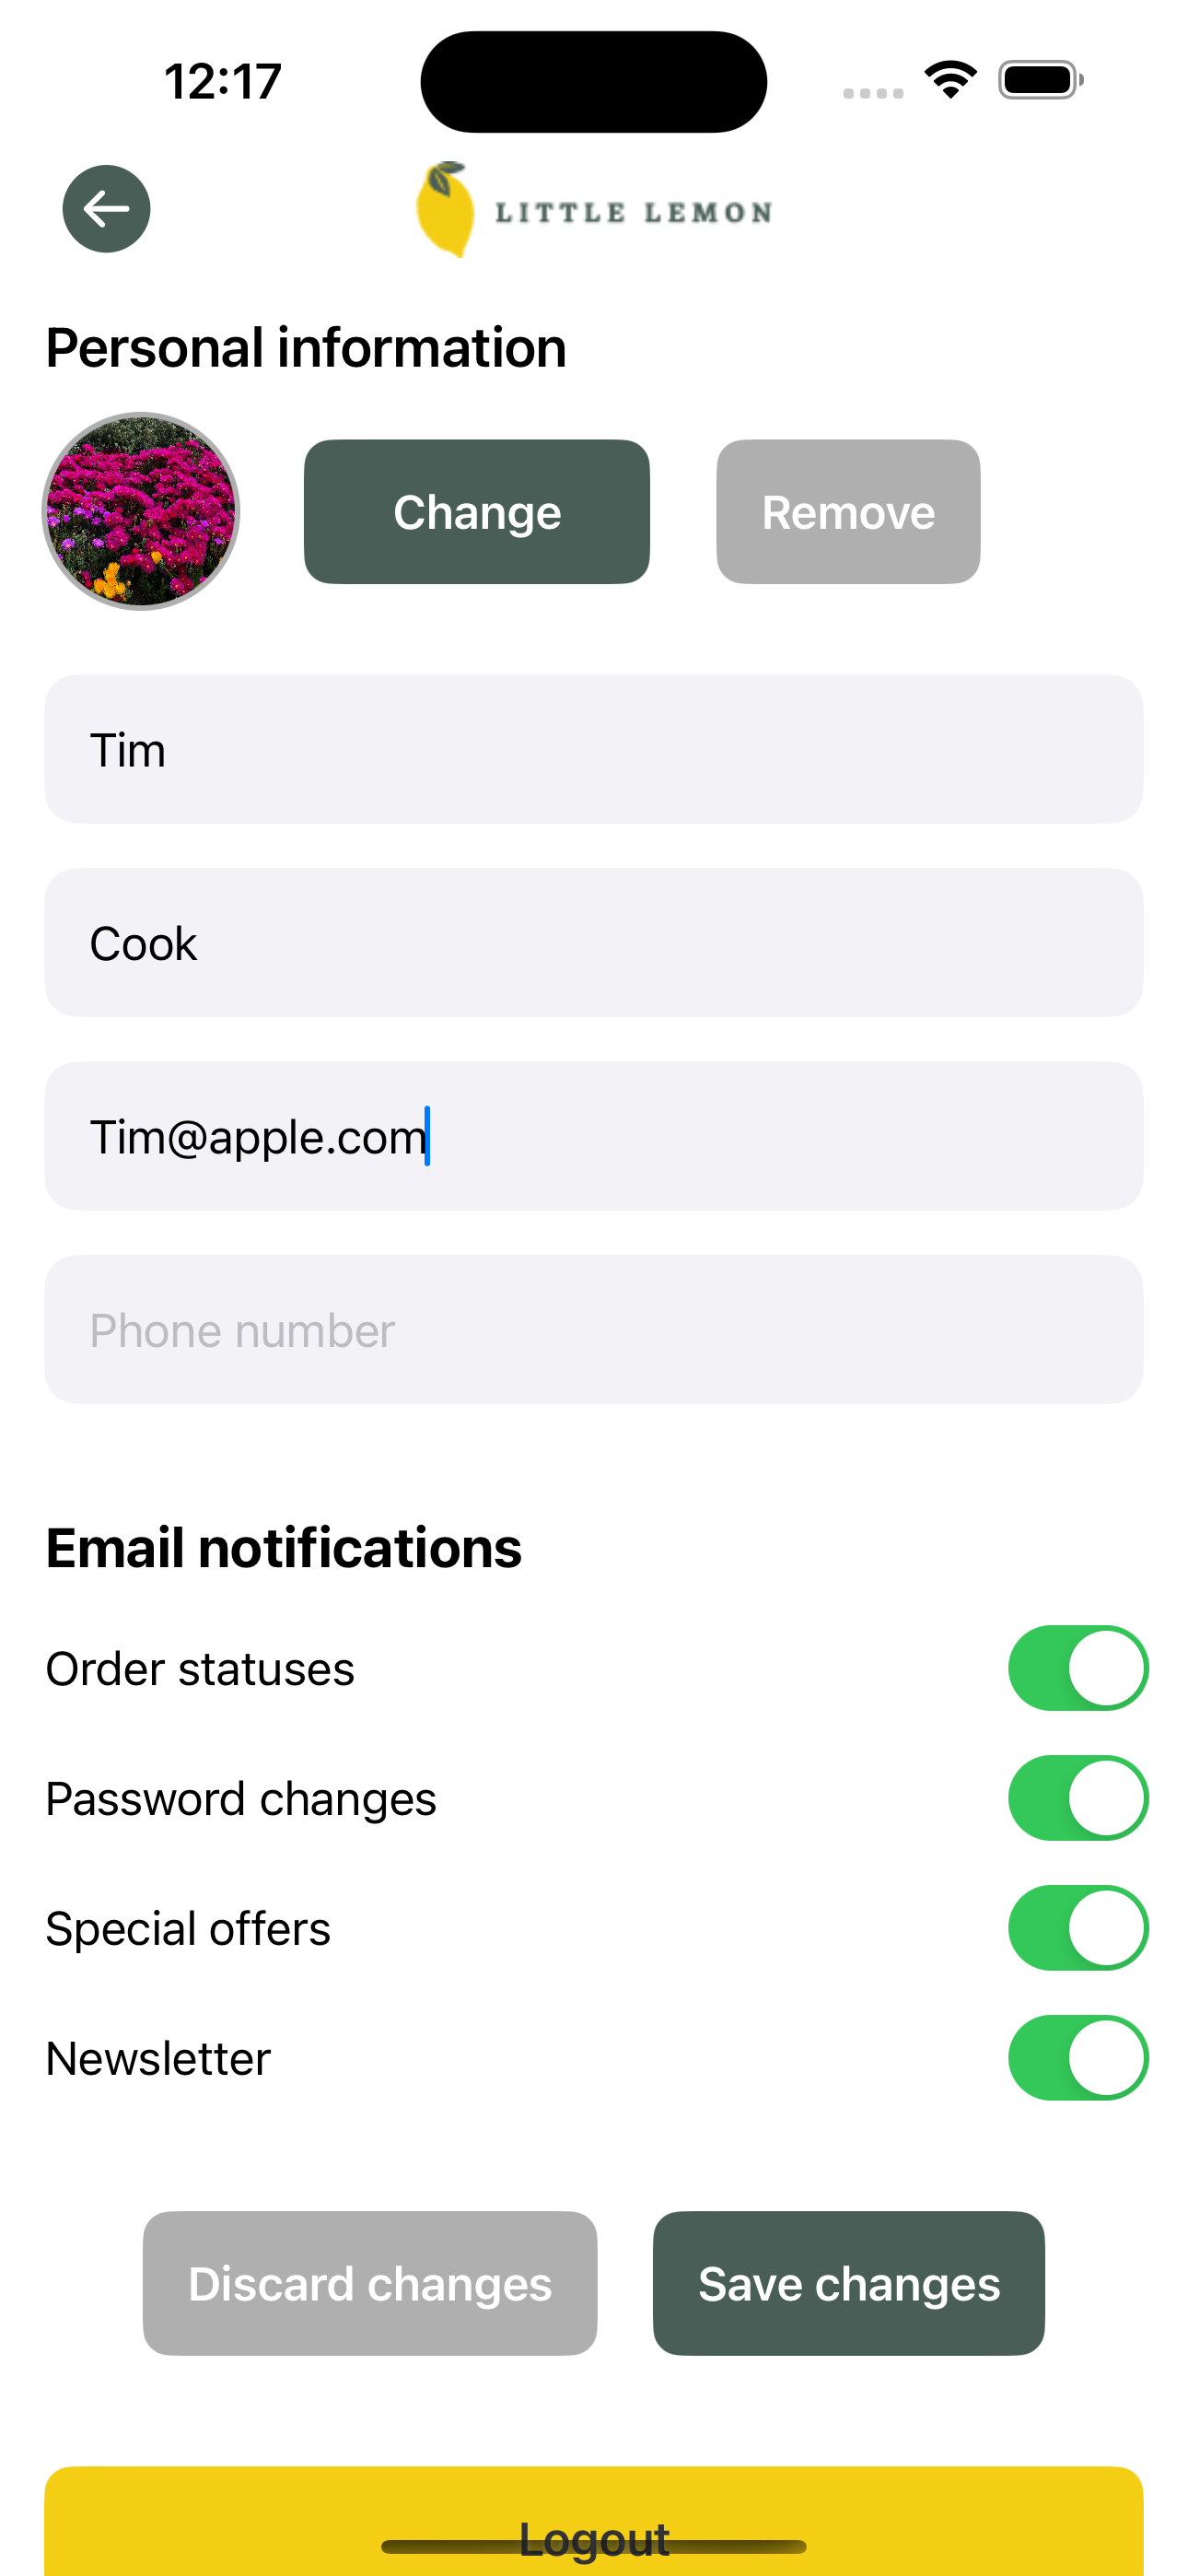 12:17
LITTLE LEMON
Personal information
Change Remove
Tim
Cook
Tim@apple.com
Phone number
Email notifications
Order statuses
Password changes
Special offers
Newsletter
Discard changes Save changes
Logout